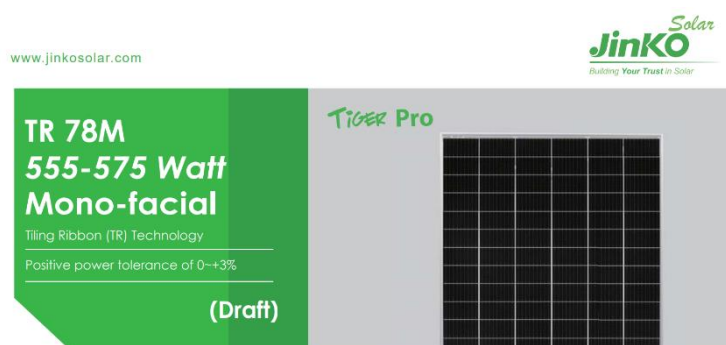 www.jinkosolar.com
Solar
JinKO
Building Your Trust in Solar
TR 78M
555-575 Watt
Mono-facial
Tiling Ribbon (TR) Technology
Positive power tolerance of 0~+3%
(Draft)
TiGER Pro